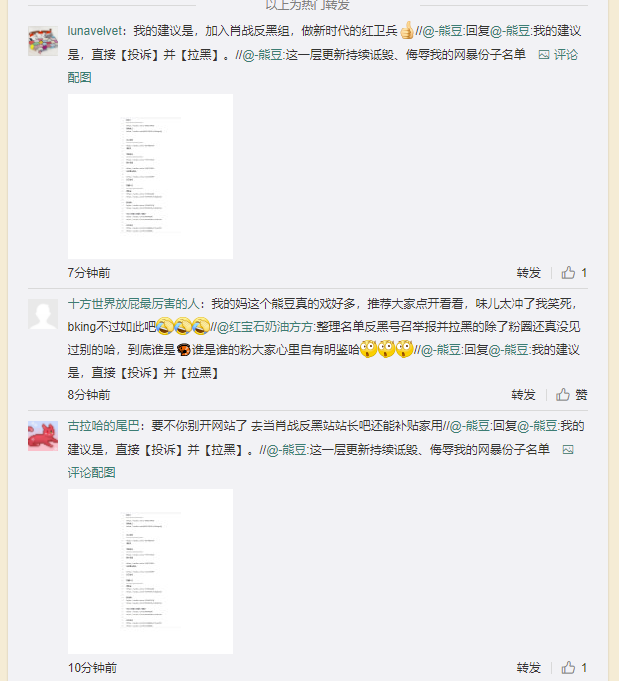 以上为热门转发
lunavelvet：我的建议是，加入肖战反黑组，做新时代的红卫兵//@-熊豆:回复@-熊豆:我的建议
是，直接【投诉】并【拉黑】。//@-熊豆:这一层更新持续诋毁、侮辱我的网暴份子名单 评论
配图
7分钟前 转发 1
十方世界放屁最厉害的人：我的妈这个熊豆真的戏好多，推荐大家点开看看，味儿太冲了我笑死，
bking不过如此吧//@红宝石奶油方方:整理名单反黑号召举报并拉黑的除了粉圈还真没见
过别的哈，到底谁是谁是谁的粉大家心里自有明鉴哈//@-熊豆:回复@-熊豆:我的建议
是，直接【投诉】并【拉黑】
8分钟前 转发 赞
古拉哈的尾巴：要不你别开网站了 去当肖战反黑站站长吧还能补贴家用//@-熊豆:回复@-熊豆:我的
建议是，直接【投诉】并【拉黑】。//@-熊豆:这一层更新持续诋毁、侮辱我的网暴份子名单
评论配图
10分钟前 转发 1